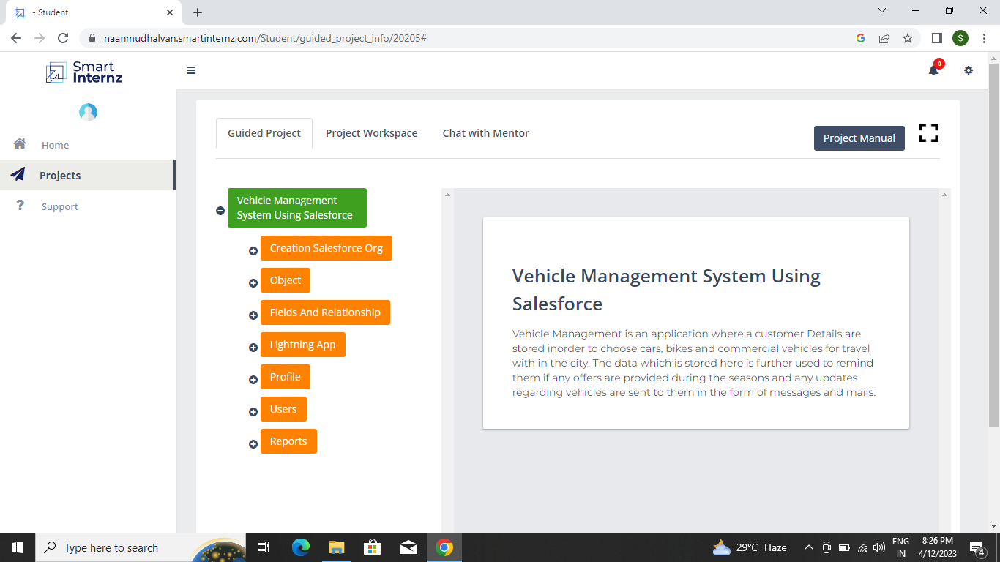 - Student
naanmudhalvan.smartinternz.com/Student/guided_project_info/20205#
S
Smart
Internz
0
Home
Projects
Support
Guided Project
Project Workspace
Chat with Mentor
Project Manual
Vehicle Management
System Using Salesforce
Creation Salesforce Org
Object
Fields And Relationship
Lightning App
Profile
Users
Reports
Vehicle Management System Using
Salesforce
Vehicle Management is an application where a customer Details are
stored inorder to choose cars, bikes and commercial vehicles for travel
with in the city. The data which is stored here is further used to remind
them if any offers are provided during the seasons and any updates
regarding vehicles are sent to them in the form of messages and mails.
Type here to search
29°C Haze
ENG
IN
8:26 PM
4/12/2023
4